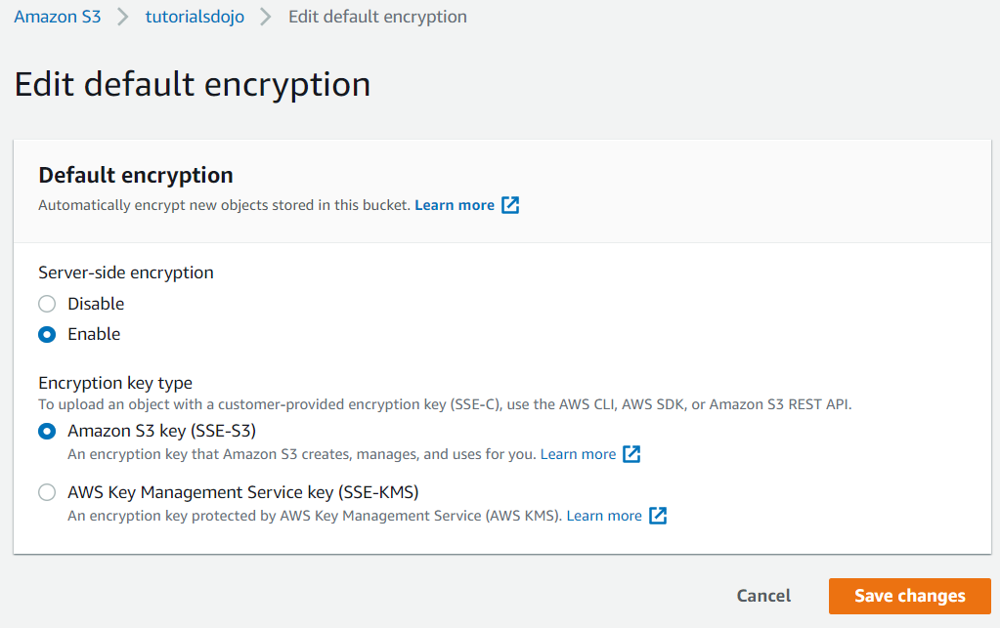 Amazon S3 > tutorialsdojo > Edit default encryption
Edit default encryption
Default encryption
Automatically encrypt new objects stored in this bucket. Learn more
Server-side encryption
Disable
Enable
Encryption key type
To upload an object with a customer-provided encryption key (SSE-C), use the AWS CLI, AWS SDK, or Amazon S3 REST API.
Amazon S3 key (SSE-S3)
An encryption key that Amazon S3 creates, manages, and uses for you. Learn more
AWS Key Management Service key (SSE-KMS)
An encryption key protected by AWS Key Management Service (AWS KMS). Learn more
Cancel Save changes